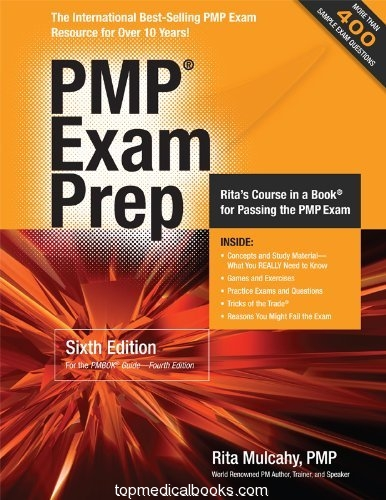 The International Best-Selling PMP Exam
Resource for Over 10 Years!
MORE THAN
400
SAMPLE EXAM QUESTIONS
PMP®
Exam
Prep
Rita's Course in a Book®
for Passing the PMP Exam
INSIDE:
• Concepts and Study Material—
What You REALLY Need to Know
• Games and Exercises
• Practice Exams and Questions
• Tricks of the Trade®
• Reasons You Might Fail the Exam
Sixth Edition
For the PMBOK® Guide—Fourth Edition
Rita Mulcahy, PMP
World Renowned PM Author, Trainer, and Speaker
topmedicalbooks.com